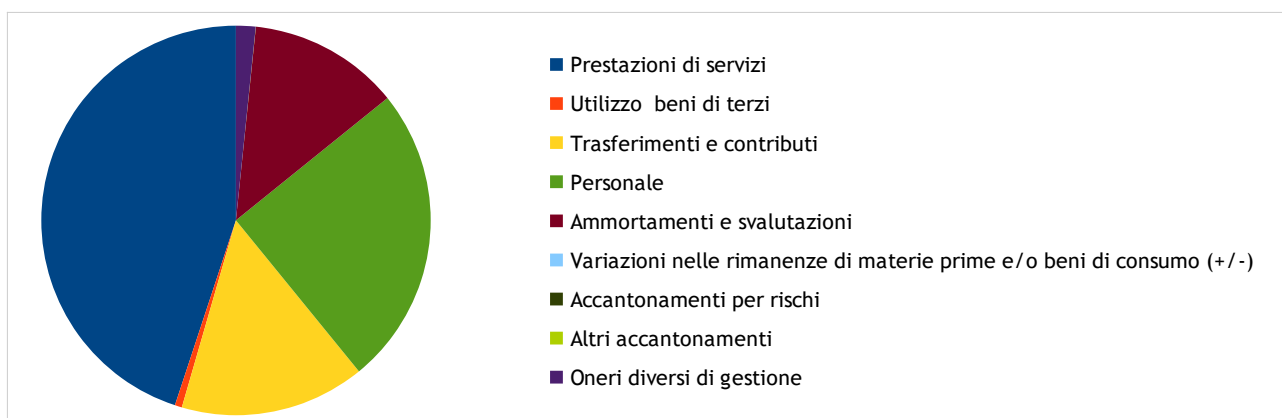 Prestazioni di servizi
Utilizzo beni di terzi
Trasferimenti e contributi
Personale
Ammortamenti e svalutazioni
Variazioni nelle rimanenze di materie prime e/o beni di consumo (+/-)
Accantonamenti per rischi
Altri accantonamenti
Oneri diversi di gestione